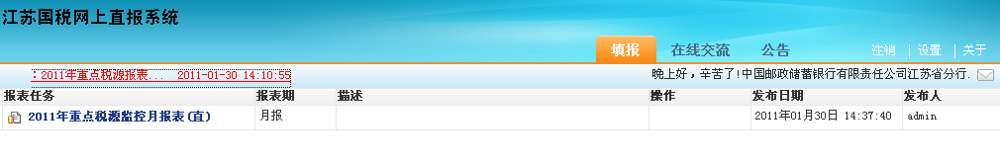 江苏国税网上直报系统
填报 在线交流 公告 注销 | 设置 | 关于
：2011年重点税源报表... 2011-01-30 14:10:55 晚上好，辛苦了!中国邮政储蓄银行有限责任公司江苏省分行.
报表任务 报表期 描述 操作 发布日期 发布人
2011年重点税源监控月报表(直) 月报 2011年01月30日 14:37:40 admin